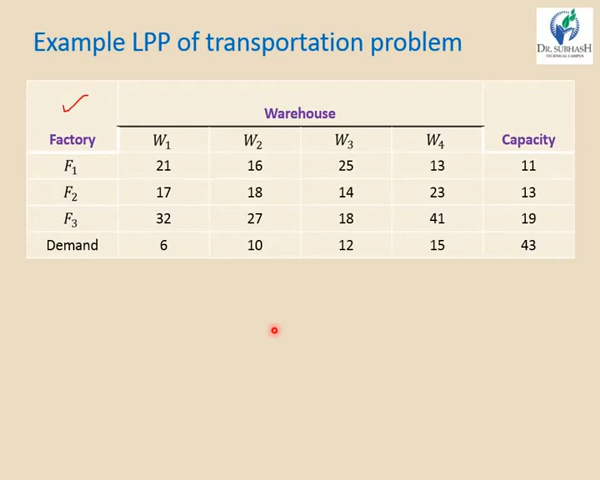 Example LPP of transportation problem
DR. SUBHASH
TECHNICAL CAMPUS
Factory Warehouse Capacity
W₁ W₂ W₃ W₄
F₁ 21 16 25 13 11
F₂ 17 18 14 23 13
F₃ 32 27 18 41 19
Demand 6 10 12 15 43